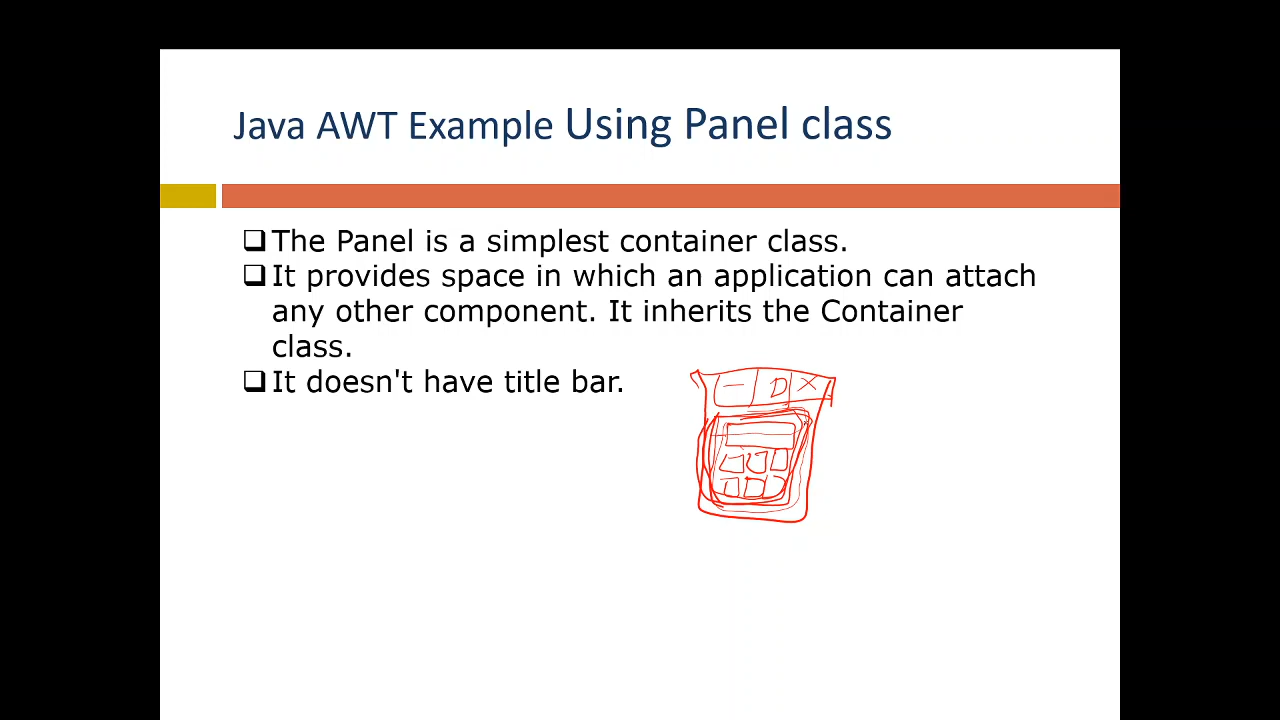 Java AWT Example Using Panel class
❑The Panel is a simplest container class.
❑It provides space in which an application can attach
any other component. It inherits the Container
class.
❑It doesn't have title bar.